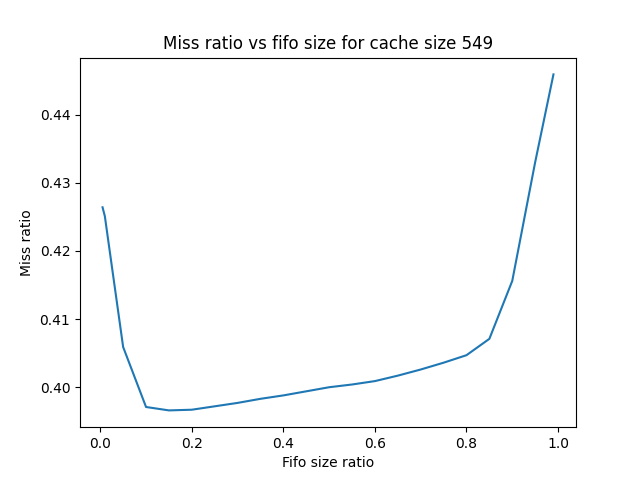 Miss ratio vs fifo size for cache size 549
Miss ratio
0.44
0.43
0.42
0.41
0.40
0.0 0.2 0.4 0.6 0.8 1.0
Fifo size ratio